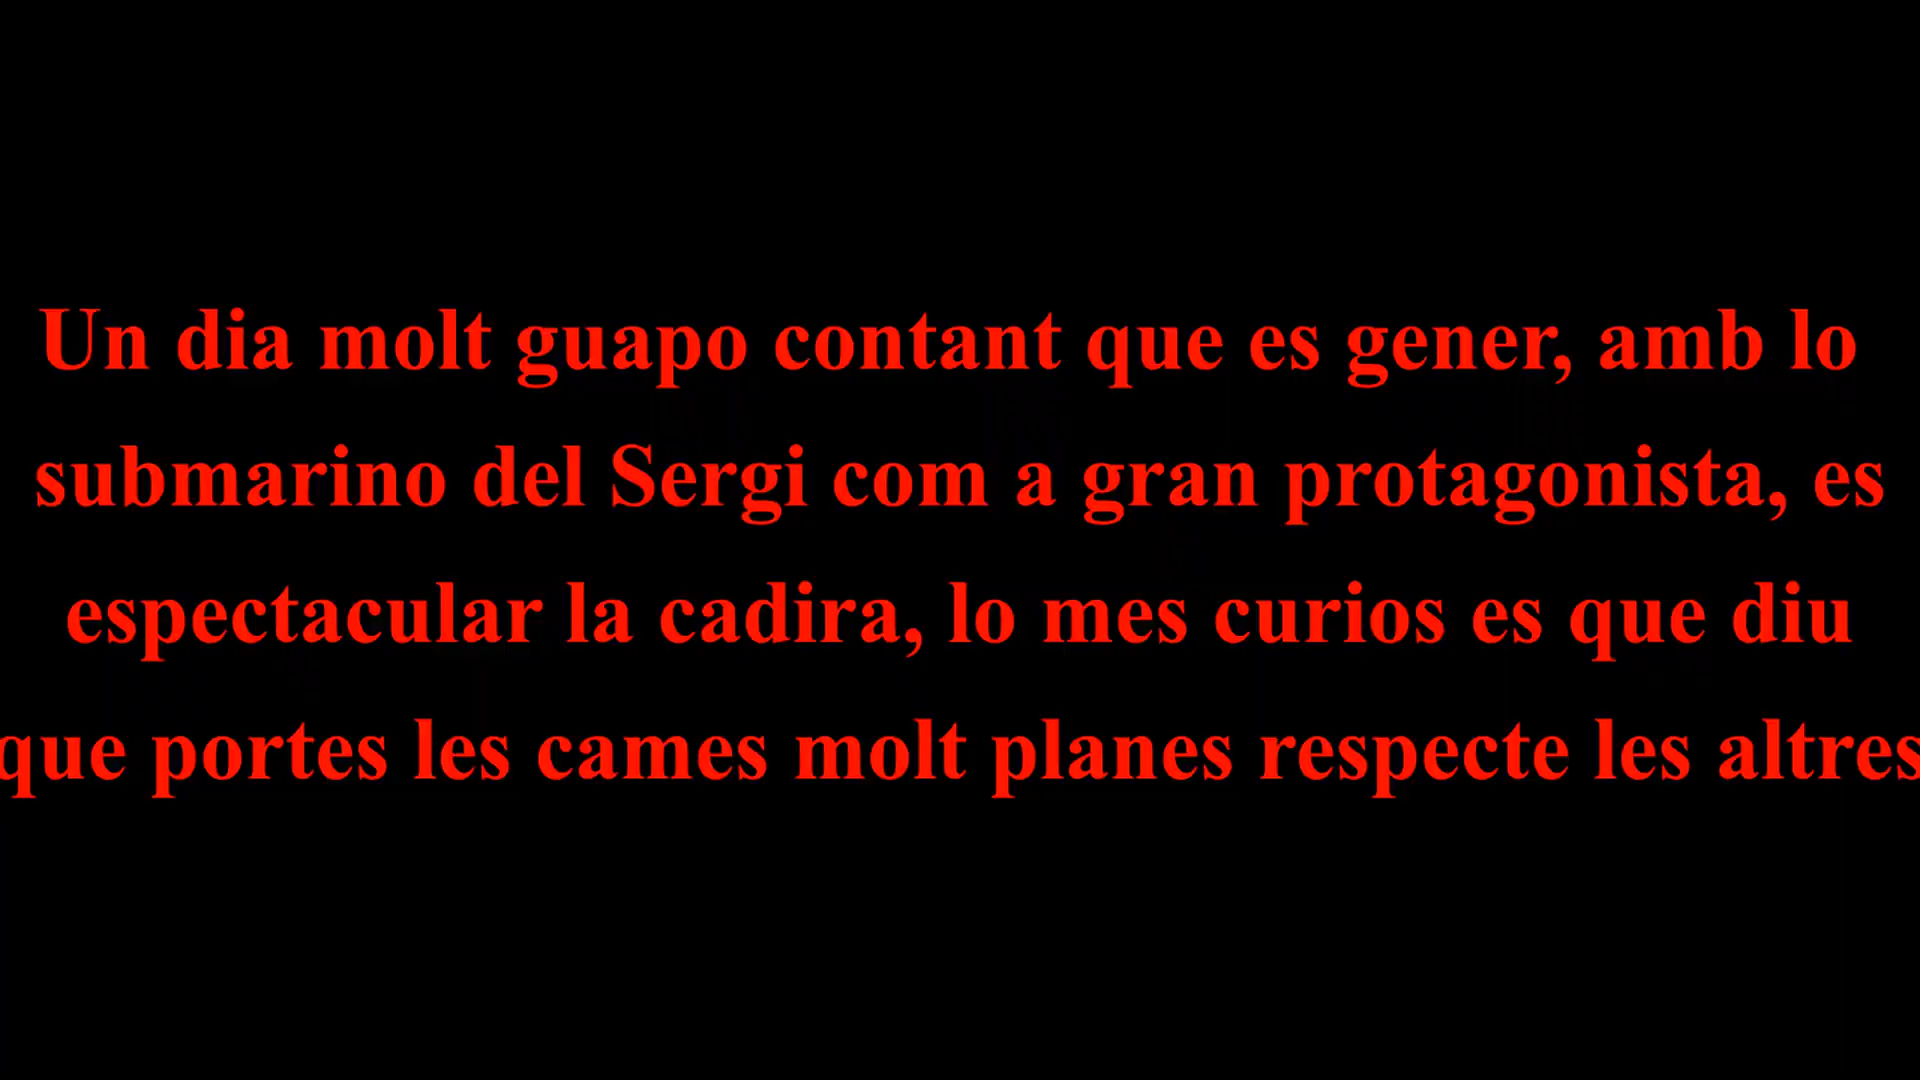 Un dia molt guapo contant que es gener, amb lo
submarino del Sergi com a gran protagonista, es
espectacular la cadira, lo mes curios es que diu
que portes les cames molt planes respecte les altres